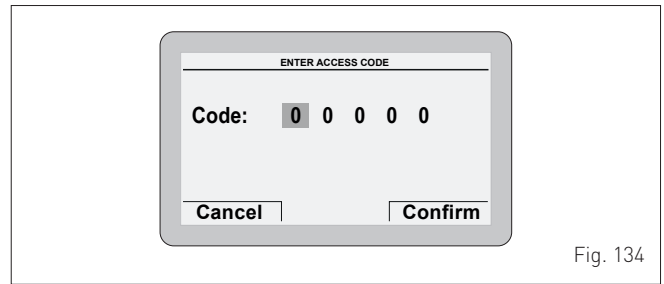 ENTER ACCESS CODE
Code: 0 0 0 0 0
Cancel Confirm
Fig. 134